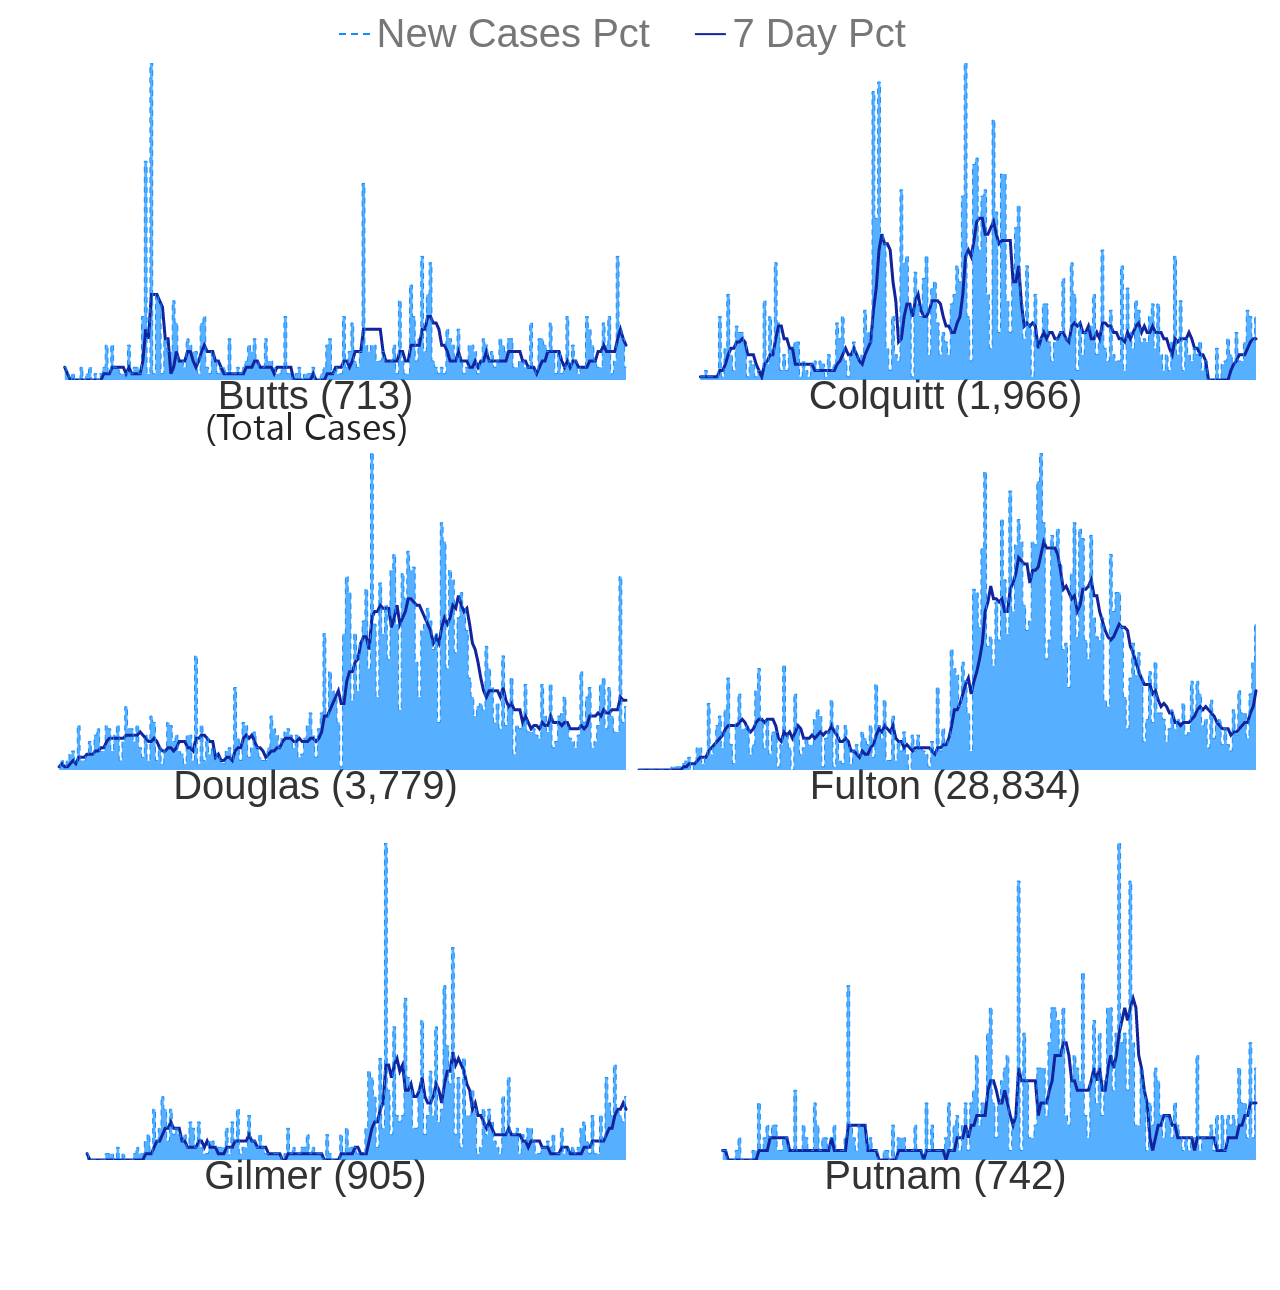 New Cases Pct 7 Day Pct
Butts (713) Colquitt (1,966)
(Total Cases)
Douglas (3,779) Fulton (28,834)
Gilmer (905) Putnam (742)